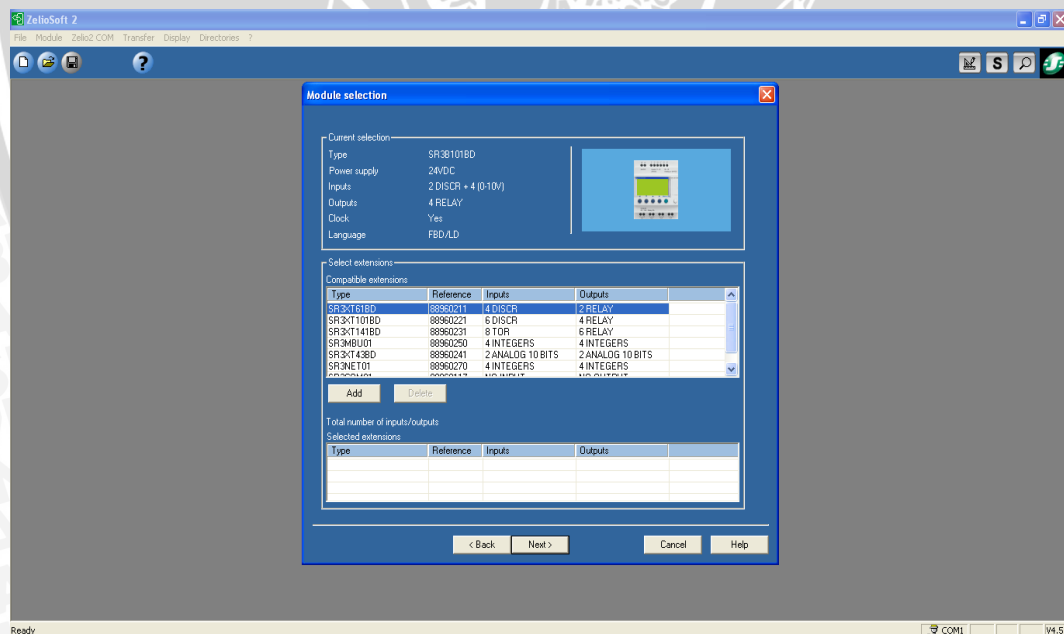 ZelioSoft 2
File Module Zelio2 COM Transfer Display Directories ?
?
S
Module selection
Current selection
Type SR3B101BD
Power supply 24VDC
Inputs 2 DISCR + 4 (0-10V)
Outputs 4 RELAY
Clock Yes
Language FBD/LD
Select extensions
Compatible extensions
Type Reference Inputs Outputs
SR3XT61BD 88960211 4 DISCR 2 RELAY
SR3XT101BD 88960221 6 DISCR 4 RELAY
SR3XT141BD 88960231 8 TOR 6 RELAY
SR3MBU01 88960250 4 INTEGERS 4 INTEGERS
SR3XT43BD 88960241 2 ANALOG 10 BITS 2 ANALOG 10 BITS
SR3NET01 88960270 4 INTEGERS 4 INTEGERS
NO INPUT NO OUTPUT
Add Delete
Total number of inputs/outputs
Selected extensions
Type Reference Inputs Outputs
< Back Next > Cancel Help
Ready COM1 V4.5